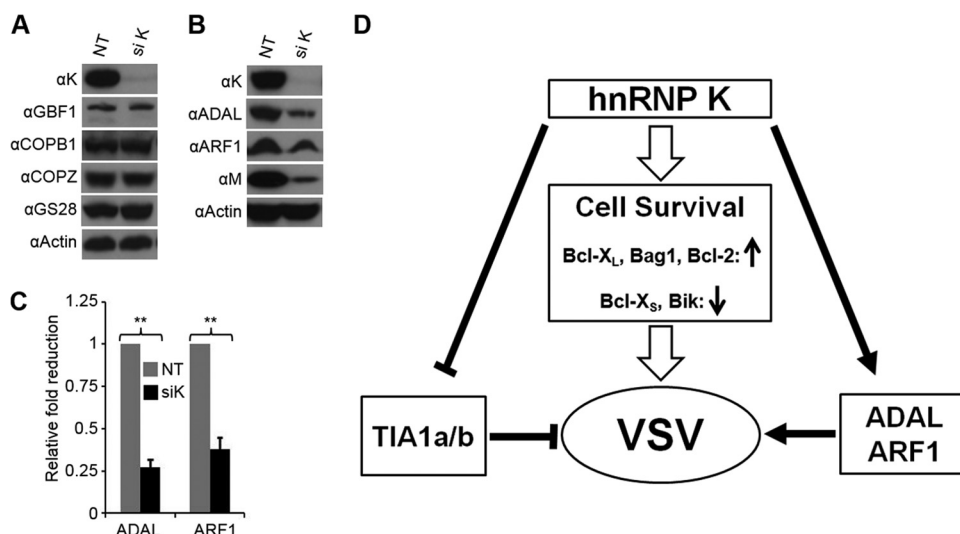 A
NT
si K
αK
αGBF1
αCOPB1
αCOPZ
αGS28
αActin
B
NT
si K
αK
αADAL
αARF1
αM
αActin
C
Relative fold reduction
1.25
1
0.75
0.5
0.25
0
**
**
NT
siK
ADAL
ARF1
D
hnRNP K
Cell Survival
Bcl-X_L, Bag1, Bcl-2:
Bcl-X_S, Bik:
TIA1a/b
VSV
ADAL
ARF1